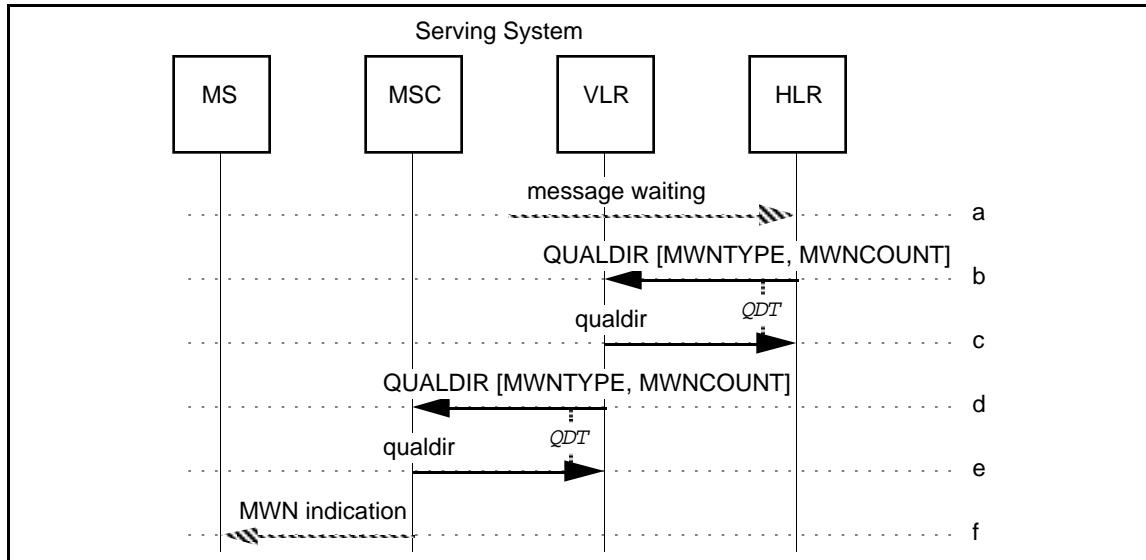 Serving System
MS MSC VLR HLR
message waiting
a
QUALDIR [MWNTYPE, MWNCOUNT]
b
QDT
qualdir
c
QUALDIR [MWNTYPE, MWNCOUNT]
d
QDT
qualdir
e
MWN indication
f